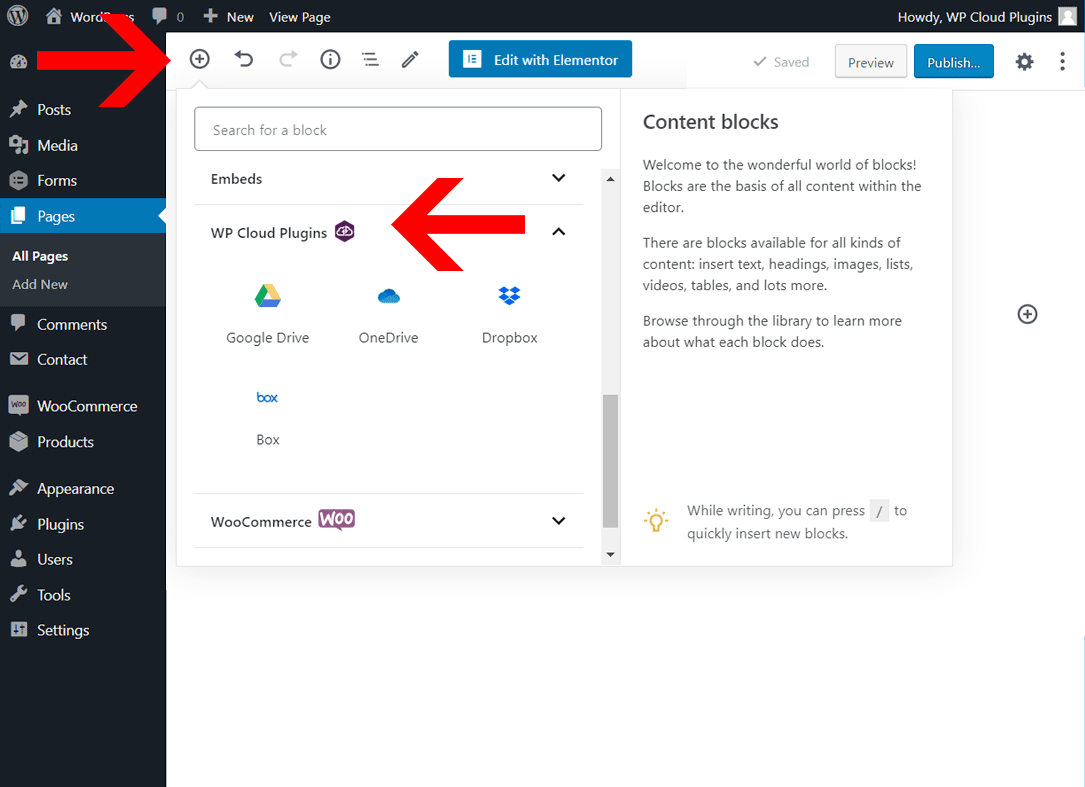 WordPress 0 New View Page Howdy, WP Cloud Plugins
Edit with Elementor Saved Preview Publish...
Posts
Media
Forms
Pages
All Pages
Add New
Comments
Contact
WOO WooCommerce
Products
Appearance
Plugins
Users
Tools
Settings
Search for a block
Embeds
WP Cloud Plugins
Google Drive OneDrive Dropbox
box
Box
WooCommerce WOO
Content blocks
Welcome to the wonderful world of blocks!
Blocks are the basis of all content within the
editor.
There are blocks available for all kinds of
content: insert text, headings, images, lists,
videos, tables, and lots more.
Browse through the library to learn more
about what each block does.
While writing, you can press / to
quickly insert new blocks.